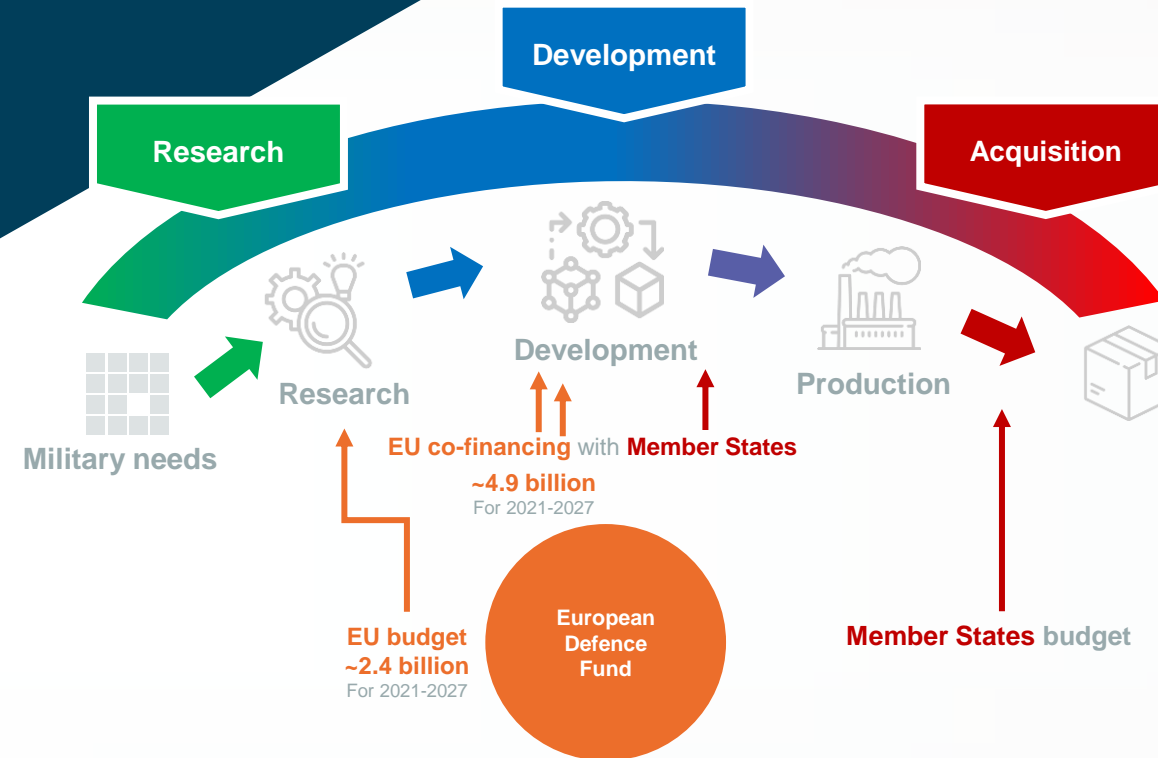 Development
Research
Acquisition
Development
Research
Production
Military needs
EU co-financing with Member States
~4.9 billion
For 2021-2027
European
Defence
Fund
EU budget
~2.4 billion
For 2021-2027
Member States budget